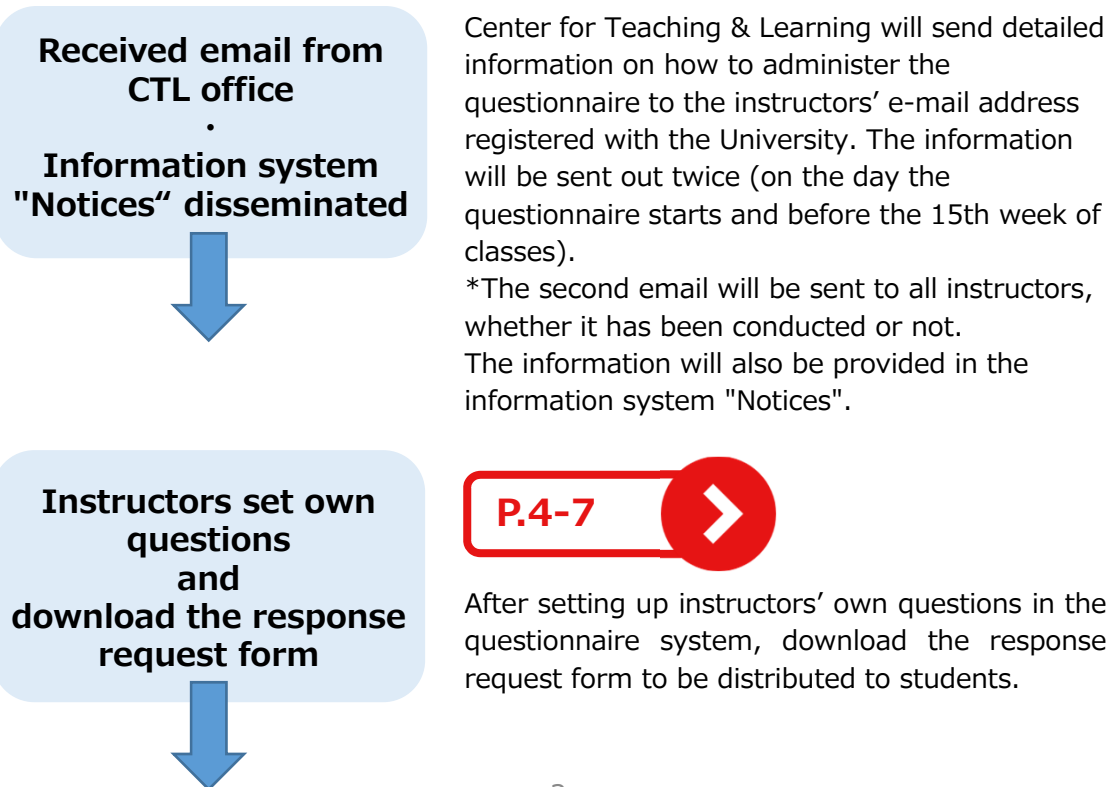 Received email from
CTL office
・
Information system
"Notices“ disseminated
Center for Teaching & Learning will send detailed
information on how to administer the
questionnaire to the instructors’ e-mail address
registered with the University. The information
will be sent out twice (on the day the
questionnaire starts and before the 15th week of
classes).
*The second email will be sent to all instructors,
whether it has been conducted or not.
The information will also be provided in the
information system "Notices".
Instructors set own
questions
and
download the response
request form
P.4-7
After setting up instructors’ own questions in the
questionnaire system, download the response
request form to be distributed to students.